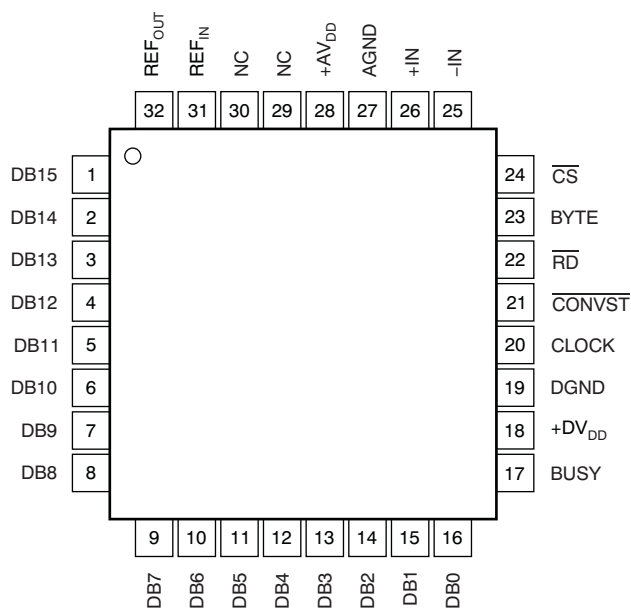 REFOUT REFIN NC NC +AVDD AGND +IN –IN
32 31 30 29 28 27 26 25
DB15 1 24 C̅S̅
DB14 2 23 BYTE
DB13 3 22 R̅D̅
DB12 4 21 C̅O̅N̅V̅S̅T̅
DB11 5 20 CLOCK
DB10 6 19 DGND
DB9 7 18 +DVDD
DB8 8 17 BUSY
9 10 11 12 13 14 15 16
DB7 DB6 DB5 DB4 DB3 DB2 DB1 DB0